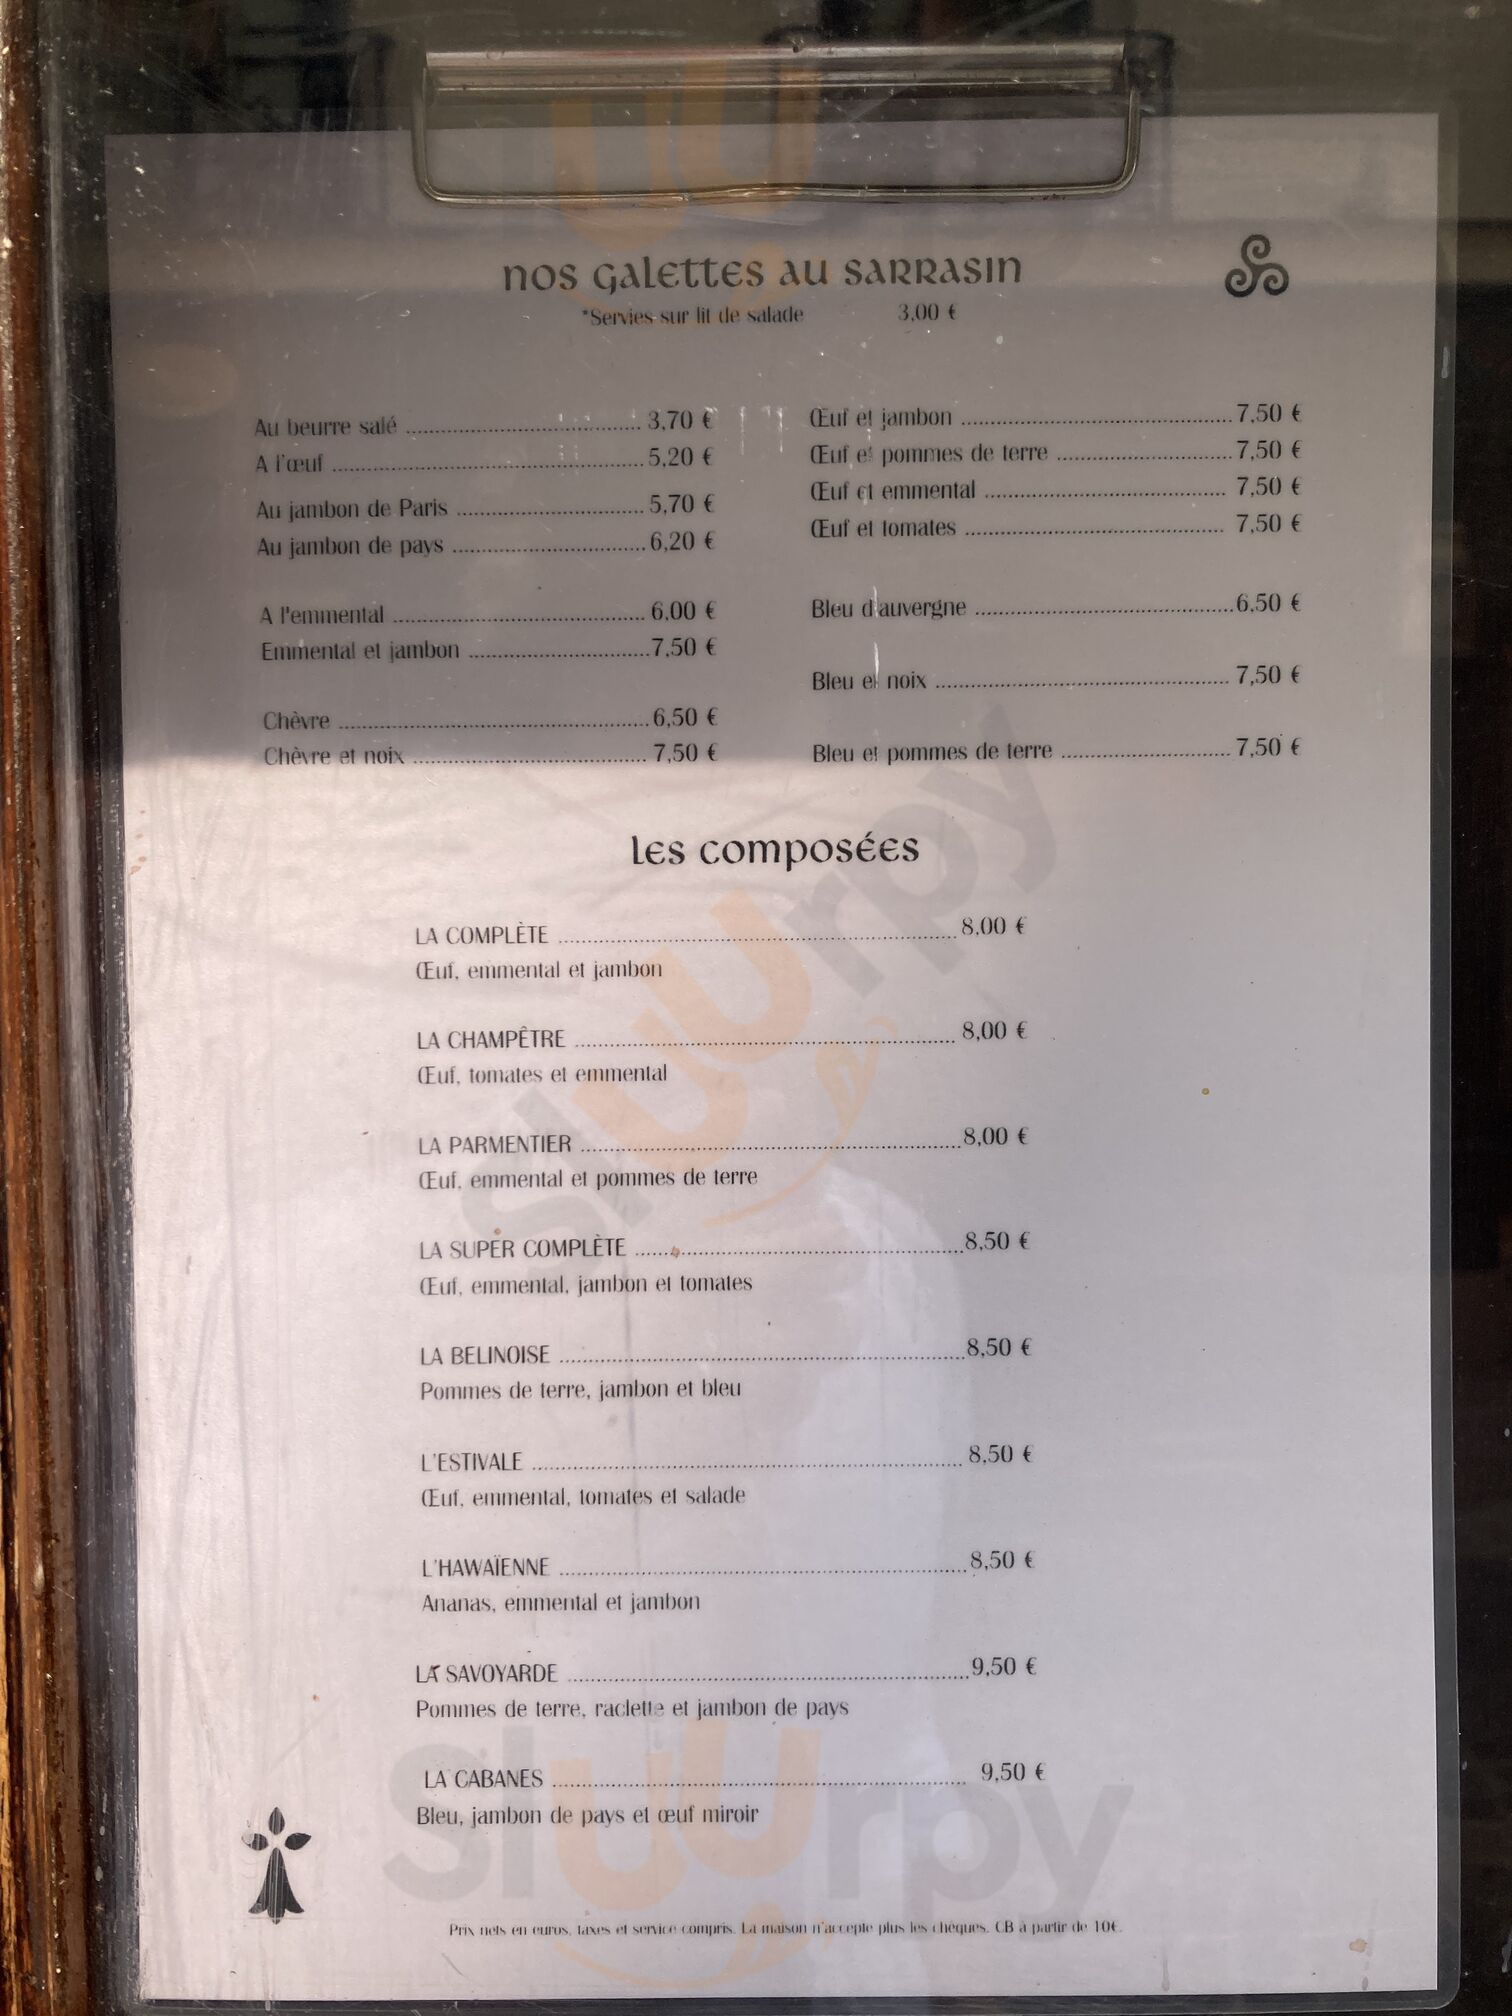 nos galettes au sarrasin
*Servies sur lit de salade 3,00 €
Au beurre salé 3,70 €
A l'œuf 5,20 €
Au jambon de Paris 5,70 €
Au jambon de pays 6,20 €
A l'emmental 6,00 €
Emmental et jambon 7,50 €
Chèvre 6,50 €
Chèvre et noix 7,50 €
Œuf et jambon 7,50 €
Œuf et pommes de terre 7,50 €
Œuf et emmental 7,50 €
Œuf et tomates 7,50 €
Bleu d'auvergne 6,50 €
Bleu et noix 7,50 €
Bleu et pommes de terre 7,50 €
les composées
LA COMPLÈTE 8,00 €
Œuf, emmental et jambon
LA CHAMPÊTRE 8,00 €
Œuf, tomates et emmental
LA PARMENTIER 8,00 €
Œuf, emmental et pommes de terre
LA SUPER COMPLÈTE 8,50 €
Œuf, emmental, jambon et tomates
LA BELINOISE 8,50 €
Pommes de terre, jambon et bleu
L'ESTIVALE 8,50 €
Œuf, emmental, tomates et salade
L'HAWAÏENNE 8,50 €
Ananas, emmental et jambon
LA SAVOYARDE 9,50 €
Pommes de terre, raclette et jambon de pays
LA CABANES 9,50 €
Bleu, jambon de pays et œuf miroir
Prix nets en euros, taxes et service compris. La maison n'accepte plus les chèques. CB à partir de 10€.
sluurpy
sluurpy